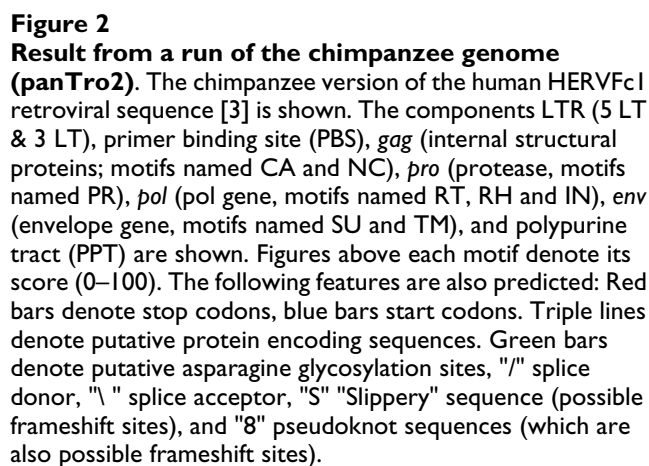 Figure 2
Result from a run of the chimpanzee genome
(panTro2). The chimpanzee version of the human HERVFc1
retroviral sequence [3] is shown. The components LTR (5 LT
& 3 LT), primer binding site (PBS), gag (internal structural
proteins; motifs named CA and NC), pro (protease, motifs
named PR), pol (pol gene, motifs named RT, RH and IN), env
(envelope gene, motifs named SU and TM), and polypurine
tract (PPT) are shown. Figures above each motif denote its
score (0–100). The following features are also predicted: Red
bars denote stop codons, blue bars start codons. Triple lines
denote putative protein encoding sequences. Green bars
denote putative asparagine glycosylation sites, "/" splice
donor, "\ " splice acceptor, "S" "Slippery" sequence (possible
frameshift sites), and "8" pseudoknot sequences (which are
also possible frameshift sites).